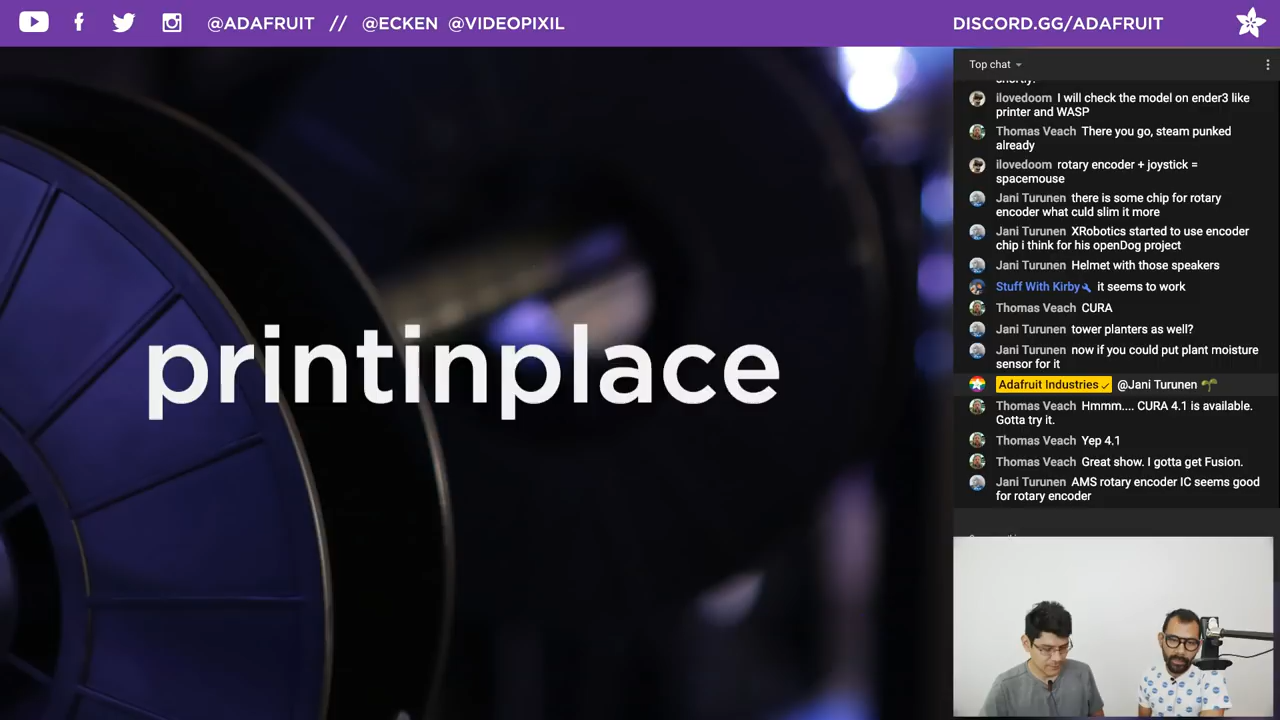 @ADAFRUIT // @ECKEN @VIDEOPIXIL
DISCORD.GG/ADAFRUIT
printinplace
Top chat
shortly.
ilovedoom I will check the model on ender3 like
printer and WASP
Thomas Veach There you go, steam punked
already
ilovedoom rotary encoder + joystick =
spacemouse
Jani Turunen there is some chip for rotary
encoder what culd slim it more
Jani Turunen XRobotics started to use encoder
chip i think for his openDog project
Jani Turunen Helmet with those speakers
Stuff With Kirby it seems to work
Thomas Veach CURA
Jani Turunen tower planters as well?
Jani Turunen now if you could put plant moisture
sensor for it
Adafruit Industries @Jani Turunen 🌱
Thomas Veach Hmmm.... CURA 4.1 is available.
Gotta try it.
Thomas Veach Yep 4.1
Thomas Veach Great show. I gotta get Fusion.
Jani Turunen AMS rotary encoder IC seems good
for rotary encoder